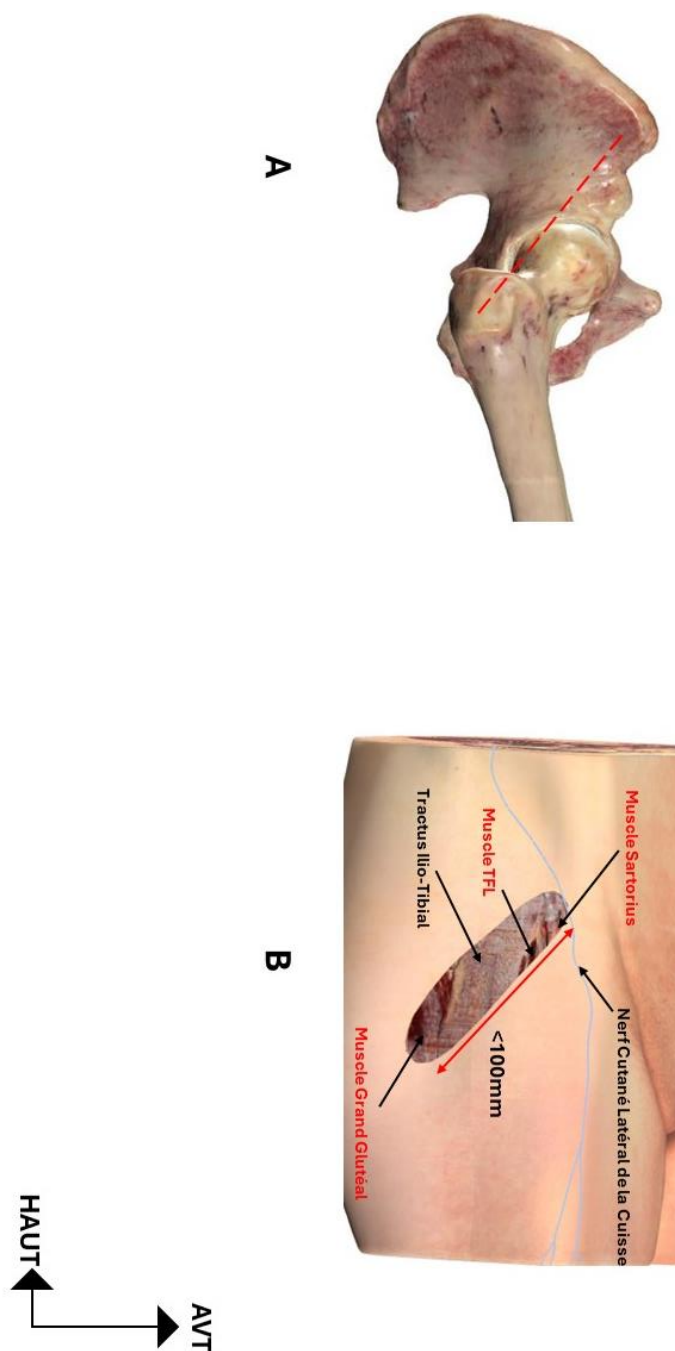 A
Muscle Sartorius
Muscle TFL
Tractus Ilio-Tibial
Nerf Cutané Latéral de la Cuisse
<100mm
Muscle Grand Glutéal
B
HAUT
AVT